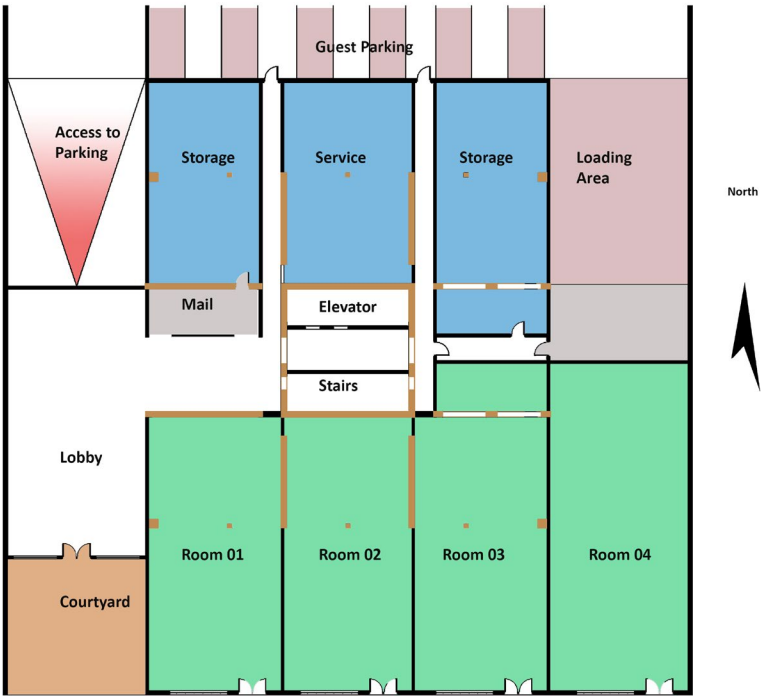 Guest Parking
Access to
Parking
Storage
Service
Storage
Loading
Area
North
Mail
Elevator
Stairs
Lobby
Room 01
Room 02
Room 03
Room 04
Courtyard